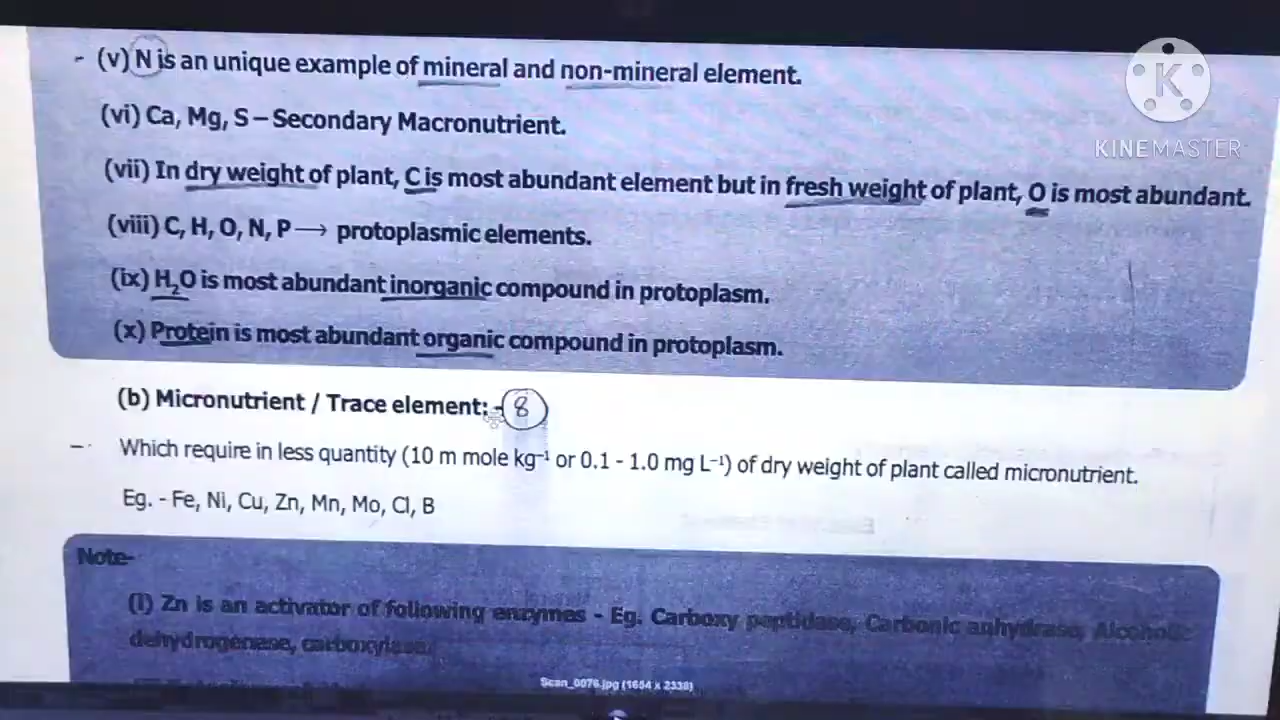 - (v) N is an unique example of mineral and non-mineral element.
K
KINEMASTER
(vi) Ca, Mg, S – Secondary Macronutrient.
(vii) In dry weight of plant, C is most abundant element but in fresh weight of plant, O is most abundant.
(viii) C, H, O, N, P → protoplasmic elements.
(ix) H₂O is most abundant inorganic compound in protoplasm.
(x) Protein is most abundant organic compound in protoplasm.
(b) Micronutrient / Trace element:- 8
- Which require in less quantity (10 m mole kg⁻¹ or 0.1 - 1.0 mg L⁻¹) of dry weight of plant called micronutrient.
Eg. - Fe, Ni, Cu, Zn, Mn, Mo, Cl, B
Note-
(i) Zn is an activator of following enzymes - Eg. Carboxy peptidase, Carbonic anhydrase, Alcoholic
dehydrogenase, carboxylase.
Scan_0076.jpg (1654 x 2338)